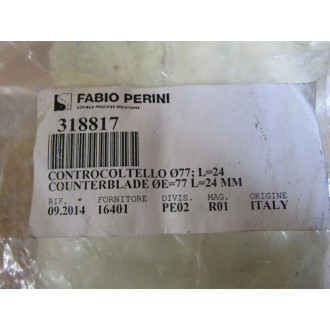 FABIO PERINI
318817
CONTROCOLTELLO Ø77; L=24
COUNTERBLADE ØE=77 L=24 MM
RIF. FORNITORE DIVIS. MAG. ORIGINE
09.2014 16401 PE02 R01 ITALY